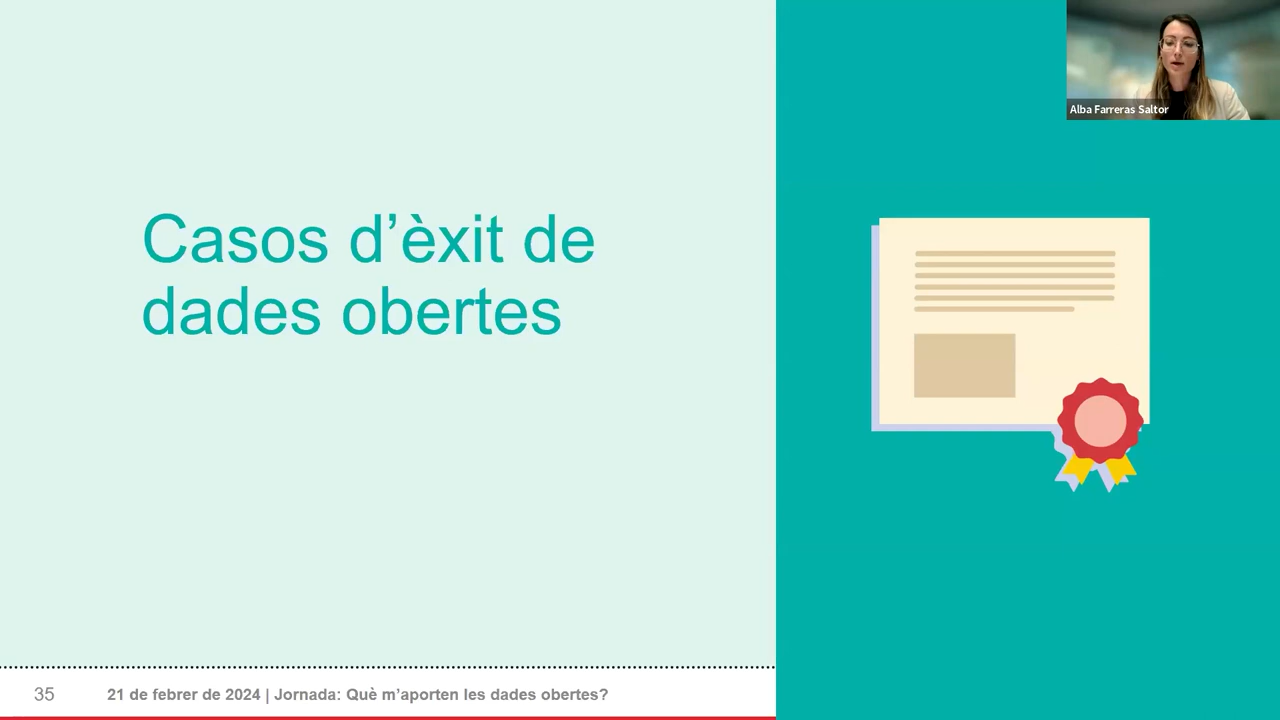 Alba Farreras Saltor
Casos d’èxit de
dades obertes
35
21 de febrer de 2024 | Jornada: Què m’aporten les dades obertes?